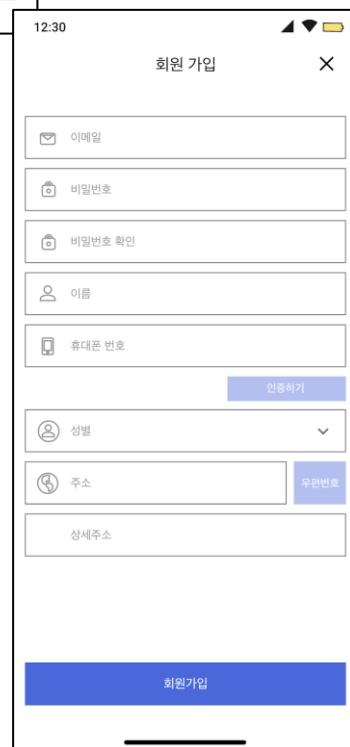 12:30
회원 가입
이메일
비밀번호
비밀번호 확인
이름
휴대폰 번호
인증하기
성별
주소
우편번호
상세주소
회원가입